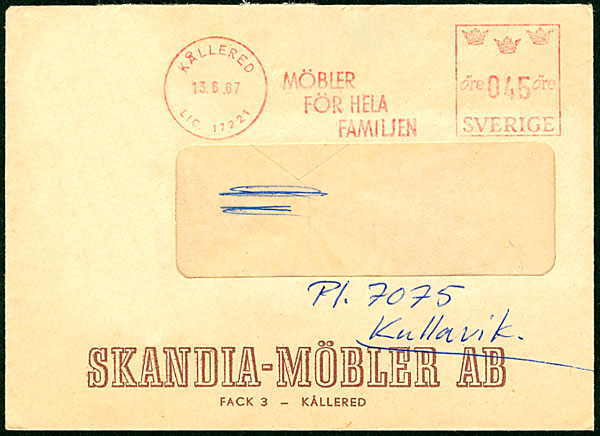 KÅLLERED
13.6.67
LIC. 17221
MÖBLER
FÖR HELA
FAMILJEN
öre 045 öre
SVERIGE
Pl. 7075
Kullavik.
SKANDIA-MÖBLER AB
FACK 3 – KÅLLERED